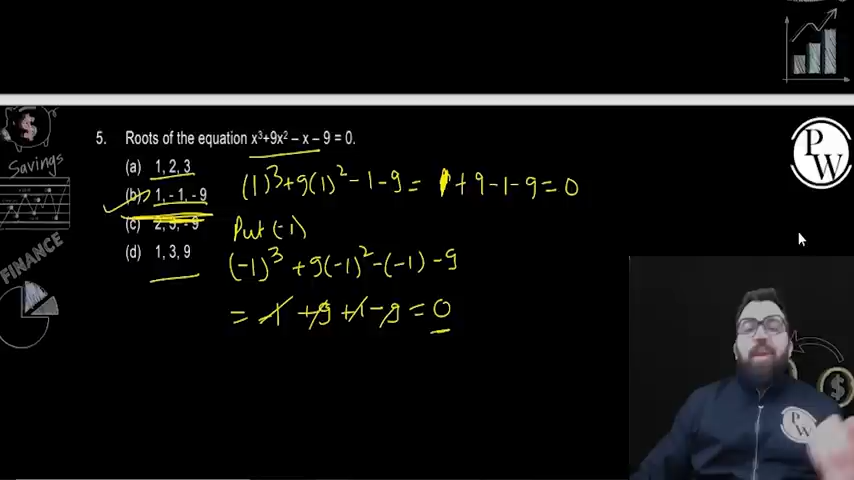 Savings
FINANCE
P
W
5. Roots of the equation x³+9x² – x – 9 = 0.
(a) 1, 2, 3
(1)³+9(1)² - 1 - 9 = 1 + 9 - 1 - 9 = 0
(b) 1, - 1, - 9
(c) 2, 3, - 9
Put (-1)
(d) 1, 3, 9
(-1)³ + 9(-1)² - (-1) - 9
= -1 + 9 + 1 - 9 = 0
PW